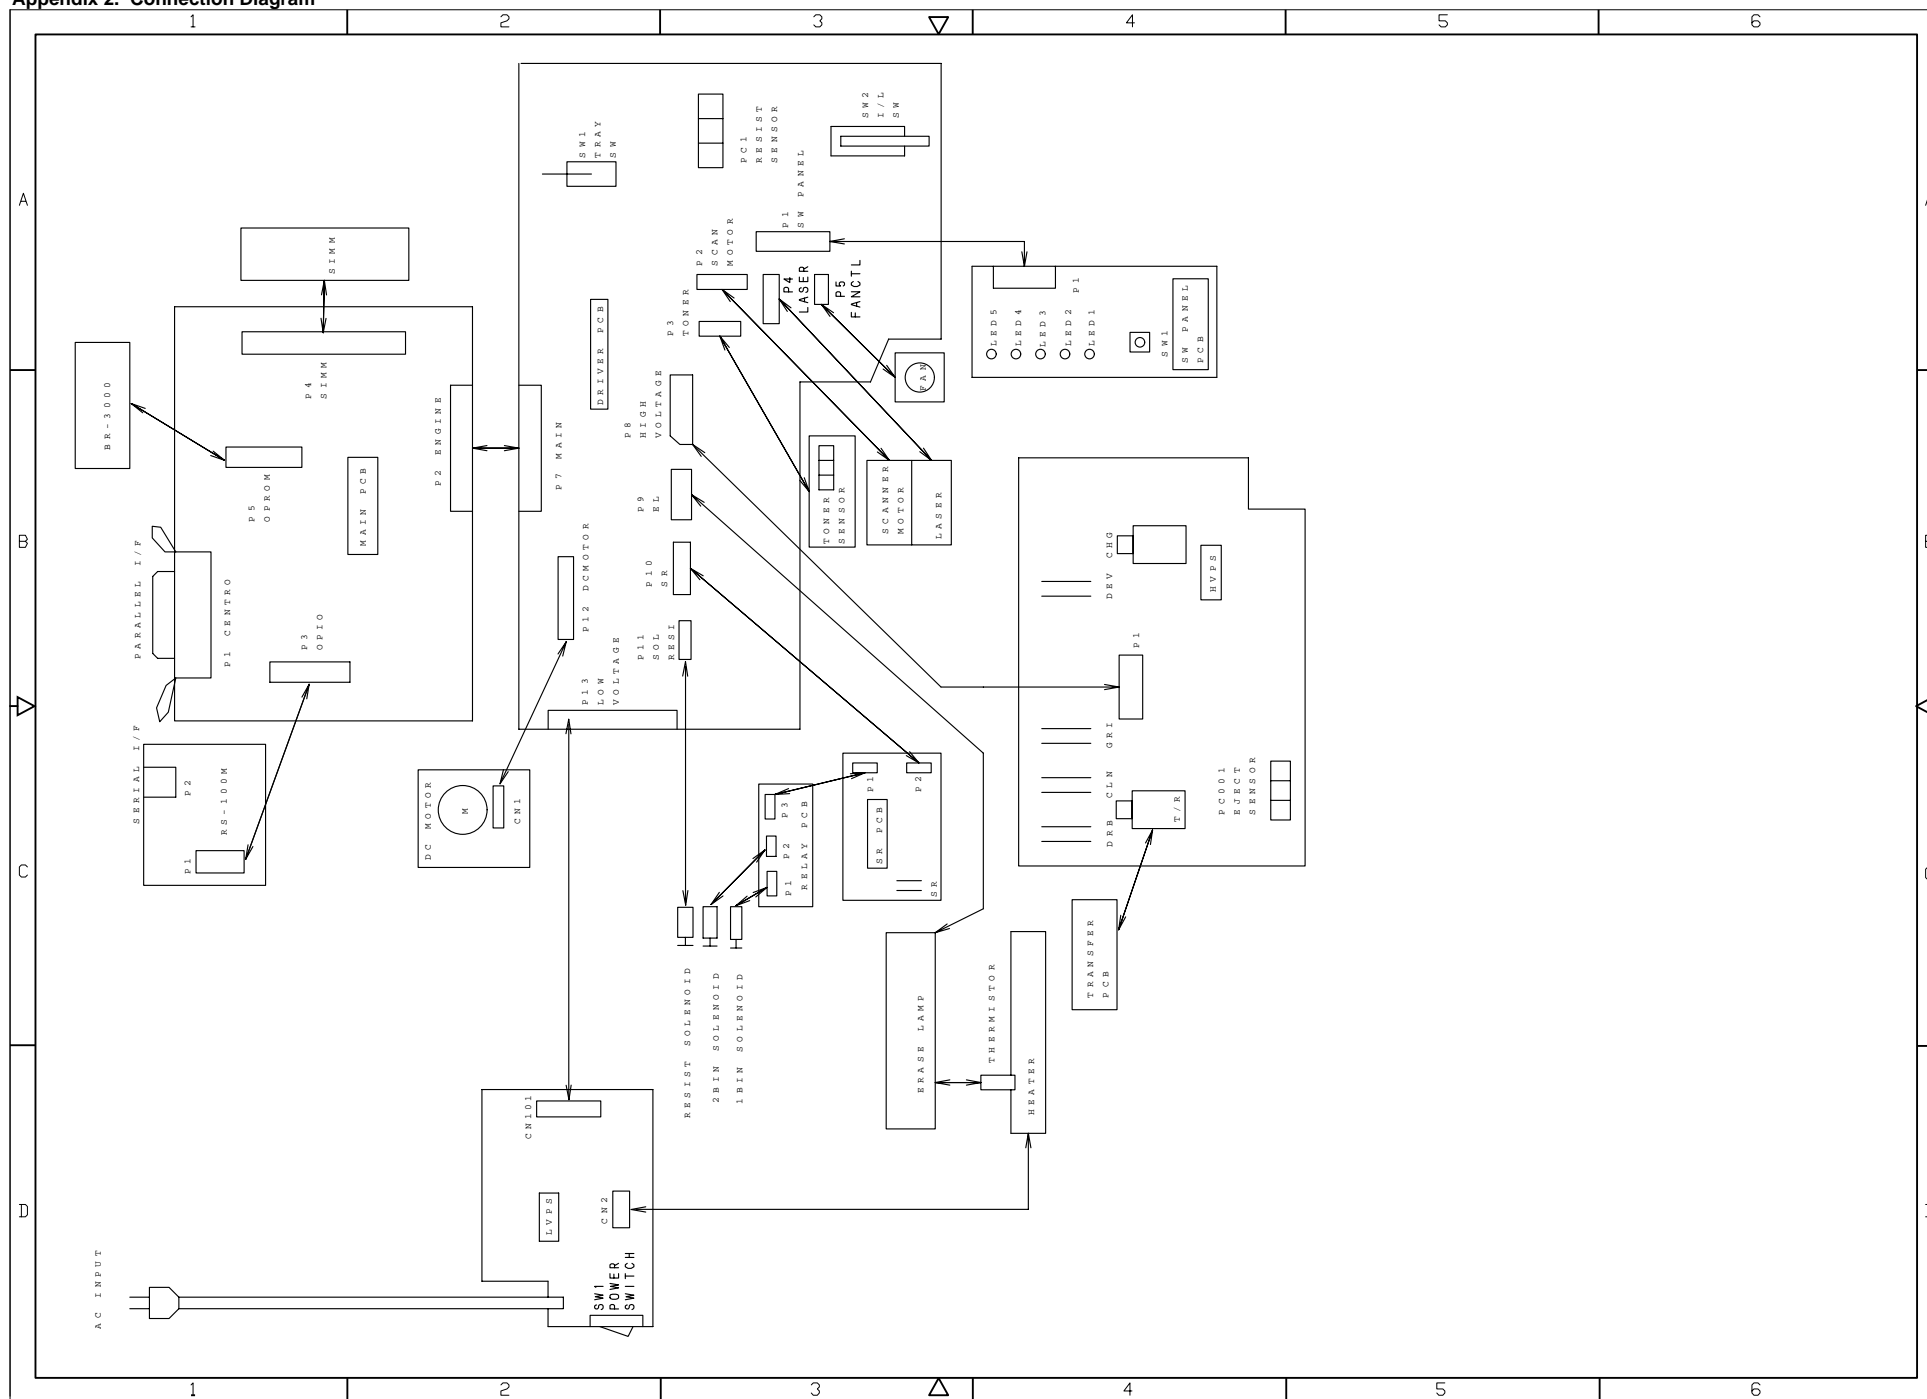 Appendix 2.  Connection Diagram
1
2
3
4
5
6
A
B
C
D
SIMM
P4
SIMM
BR-3000
P5
OPROM
MAIN PCB
P2 ENGINE
PARALLEL I/F
P1 CENTRO
P3
OPIO
SERIAL I/F
P2
RS-100M
P1
SW1
TRAY
SW
PC1
RESIST
SENSOR
SW2
I/L
SW
P1
SW PANEL
P2
SCAN
MOTOR
P4
LASER
P5
FANCTL
P3
TONER
DRIVER PCB
P8
HIGH
VOLTAGE
P7 MAIN
P9
EL
P10
SR
P12 DCMOTOR
P11
SOL
RESI
P13
LOW
VOLTAGE
FAN
TONER
SENSOR
SCANNER
MOTOR
LASER
P1
LED5
LED4
LED3
LED2
LED1
SW1
SW PANEL
PCB
DEV CHG
HVPS
P1
GRI
CLN
DRB
T/R
PC001
EJECT
SENSOR
DC MOTOR
M
CN1
P3
P2
P1
RELAY PCB
P1
P2
SR PCB
SR
RESIST SOLENOID
2BIN SOLENOID
1BIN SOLENOID
ERASE LAMP
THERMISTOR
HEATER
TRANSFER
PCB
CN101
LVPS
CN2
SW1
POWER
SWITCH
AC INPUT
1
2
3
4
5
6